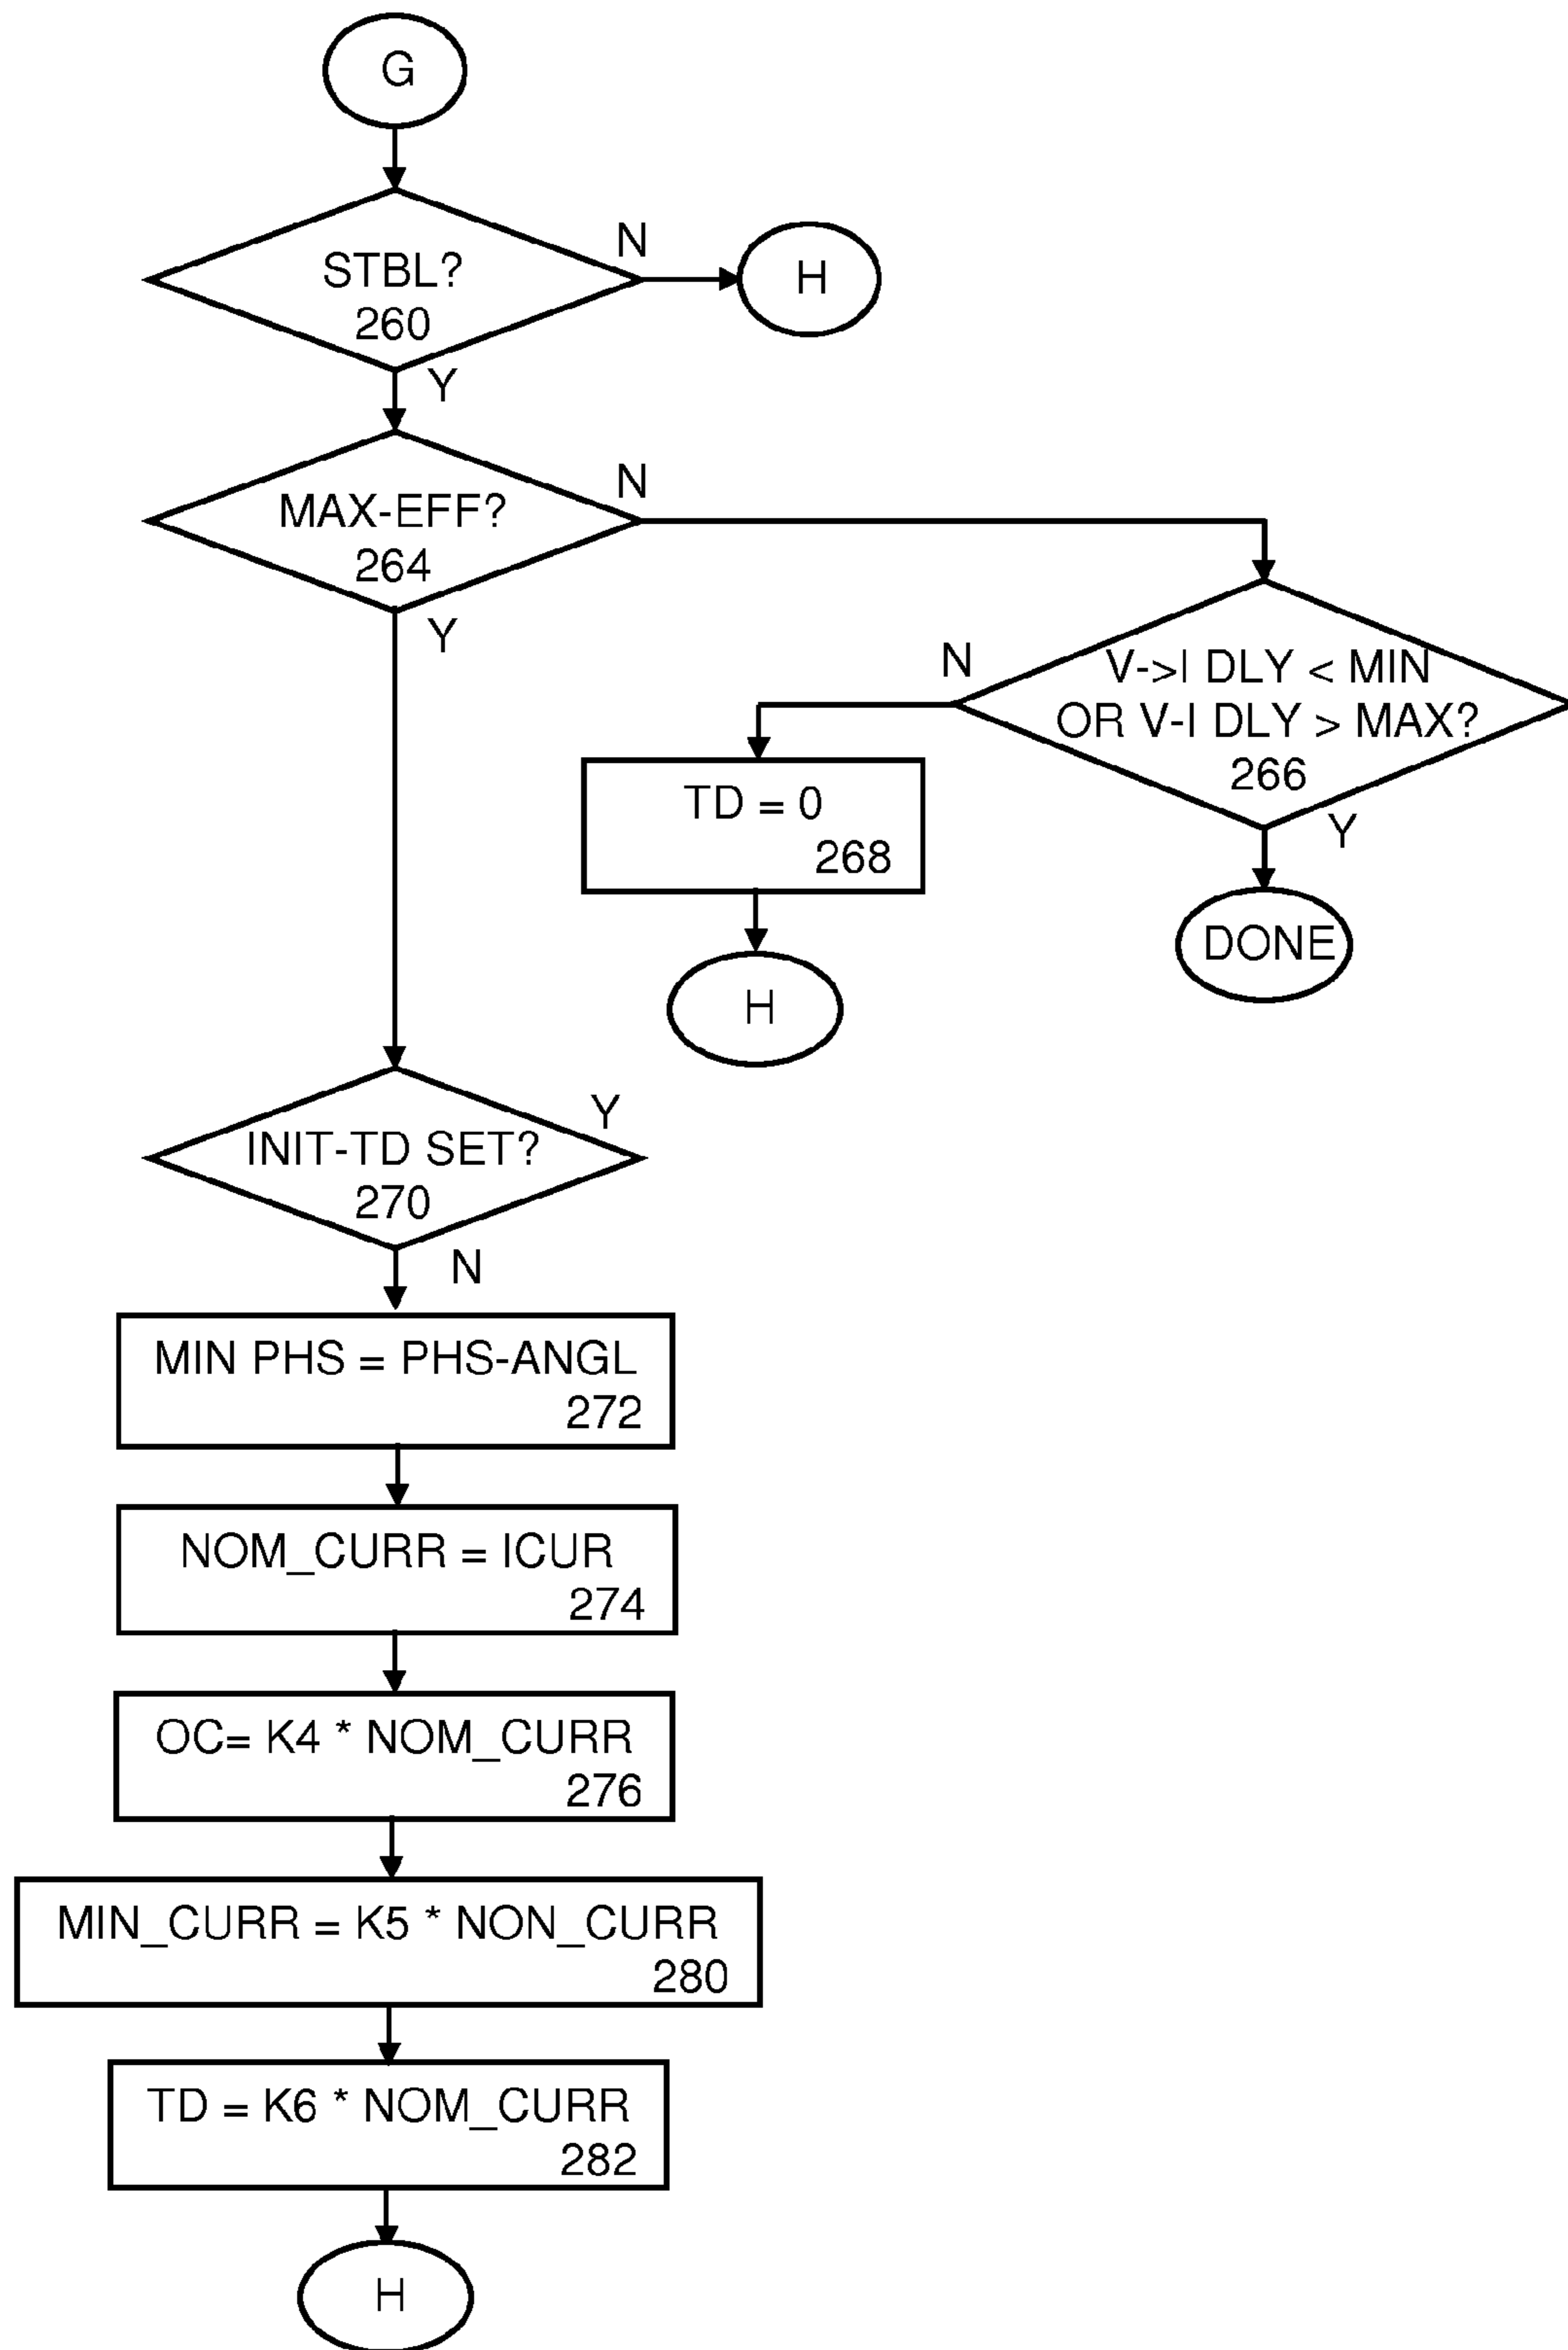 G
STBL?
260
N
H
Y
MAX-EFF?
264
N
Y
V->I DLY < MIN
OR V-I DLY > MAX?
266
N
Y
TD = 0
268
H
DONE
INIT-TD SET?
270
Y
N
MIN PHS = PHS-ANGL
272
NOM_CURR = ICUR
274
OC= K4 * NOM_CURR
276
MIN_CURR = K5 * NON_CURR
280
TD = K6 * NOM_CURR
282
H